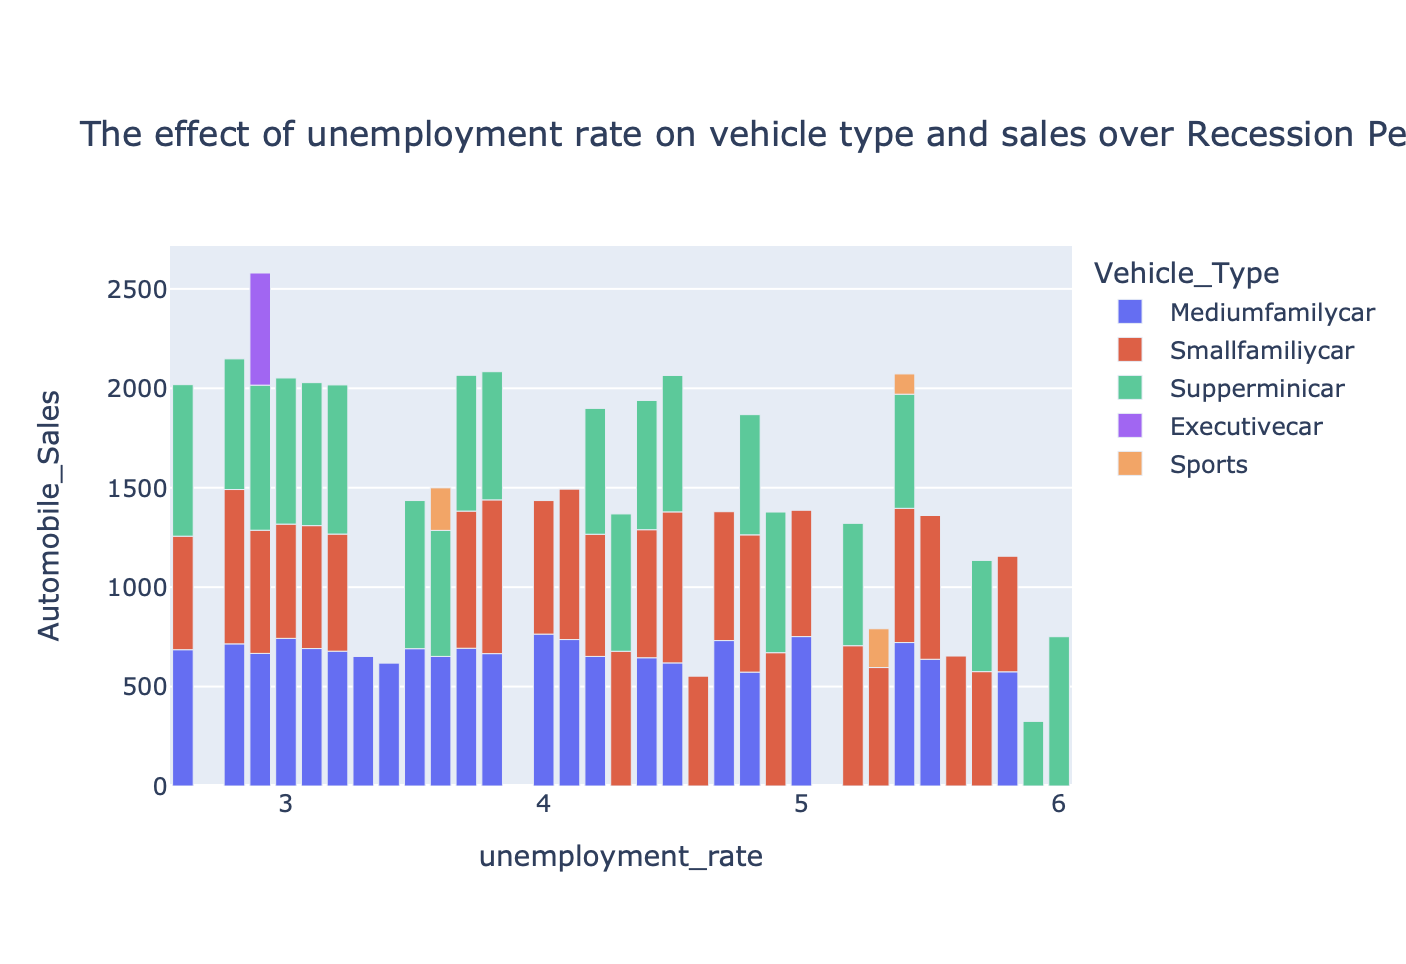 The effect of unemployment rate on vehicle type and sales over Recession Pe
Vehicle_Type
Mediumfamilycar
Smallfamiliycar
Supperminicar
Executivecar
Sports
Automobile_Sales
2500
2000
1500
1000
500
0
3 4 5 6
unemployment_rate